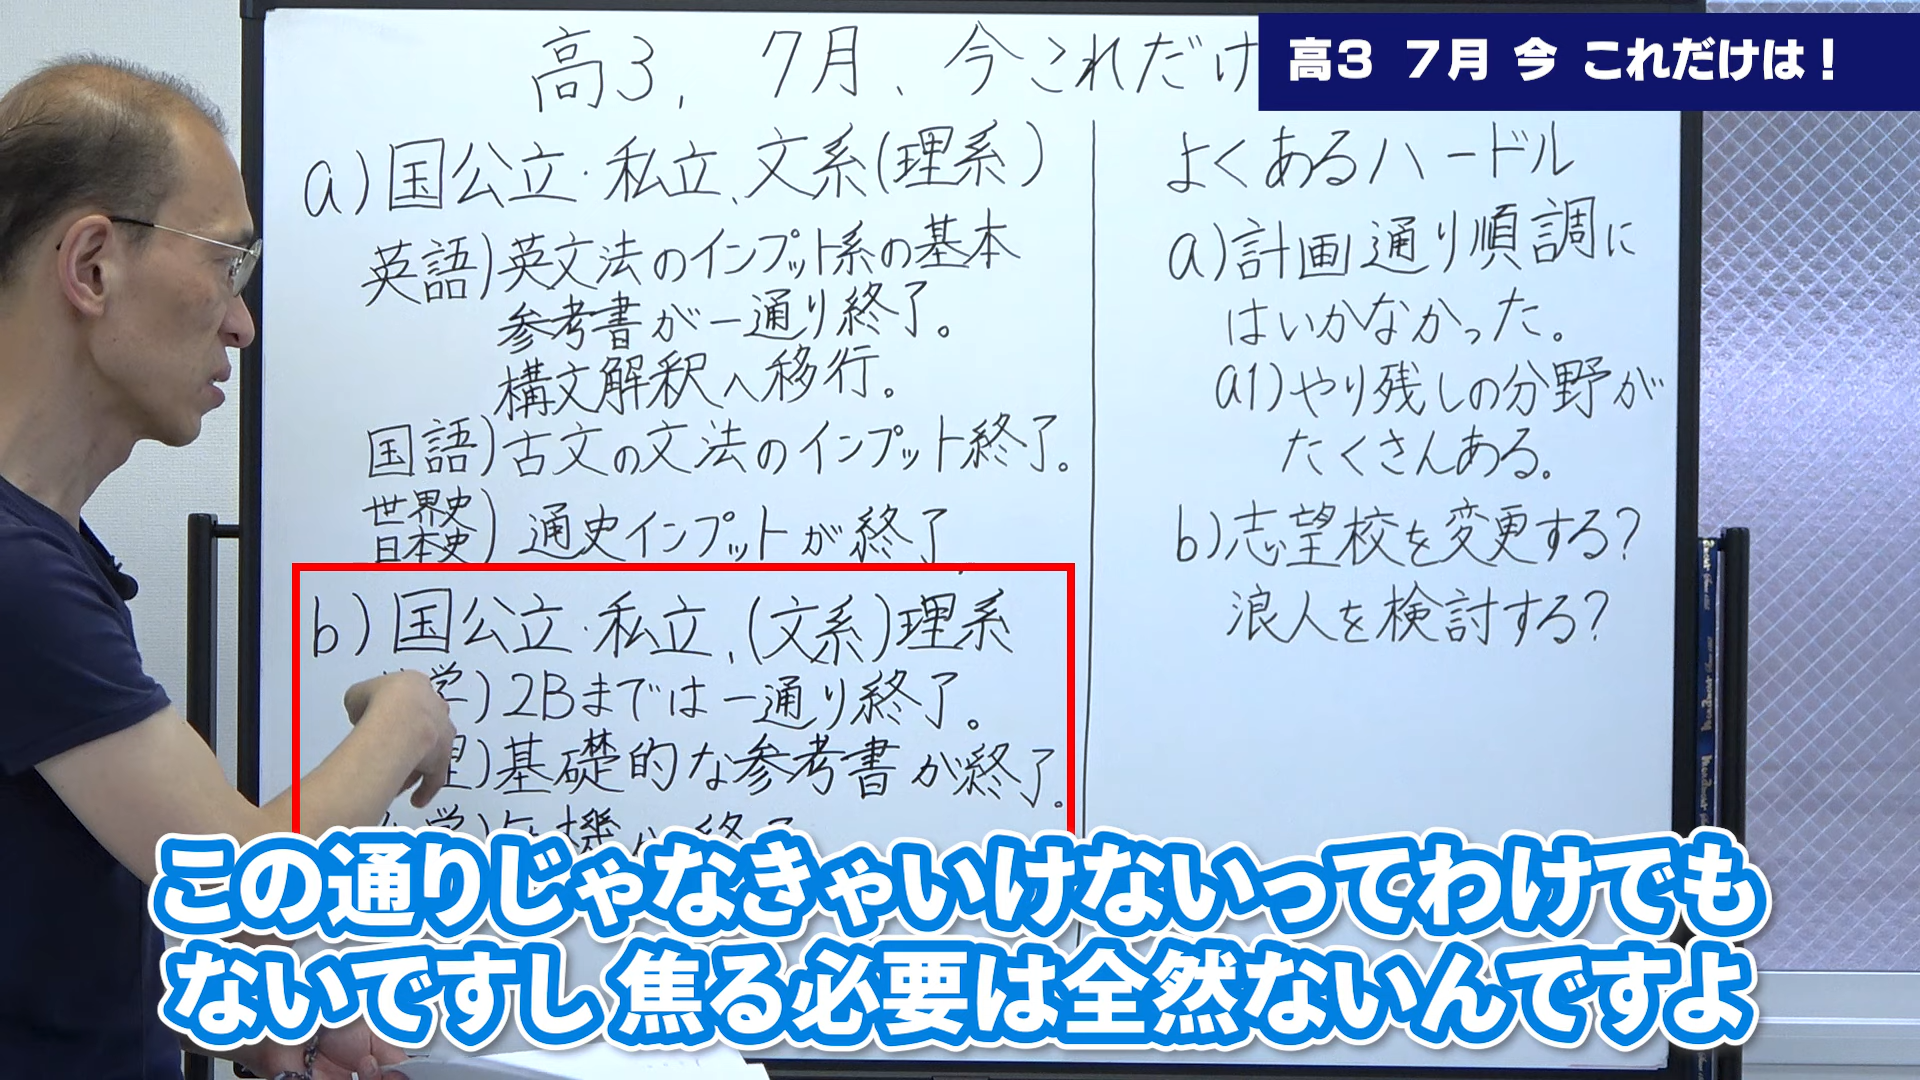 高3、7月、今これだけ
高3 7月 今 これだけは！
a)国公立・私立、文系(理系)
英語)英文法のインプット系の基本
参考書が一通り終了。
構文解釈へ移行。
国語)古文の文法のインプット終了。
世界史
日本史)通史インプットが終了。
b)国公立・私立、(文系)理系
学)2Bまでは一通り終了。
理)基礎的な参考書が終了。
よくあるハードル
a)計画通り順調に
はいかなかった。
a1)やり残しの分野が
たくさんある。
b)志望校を変更する?
浪人を検討する?
この通りじゃなきゃいけないってわけでも
ないですし 焦る必要は全然ないんですよ